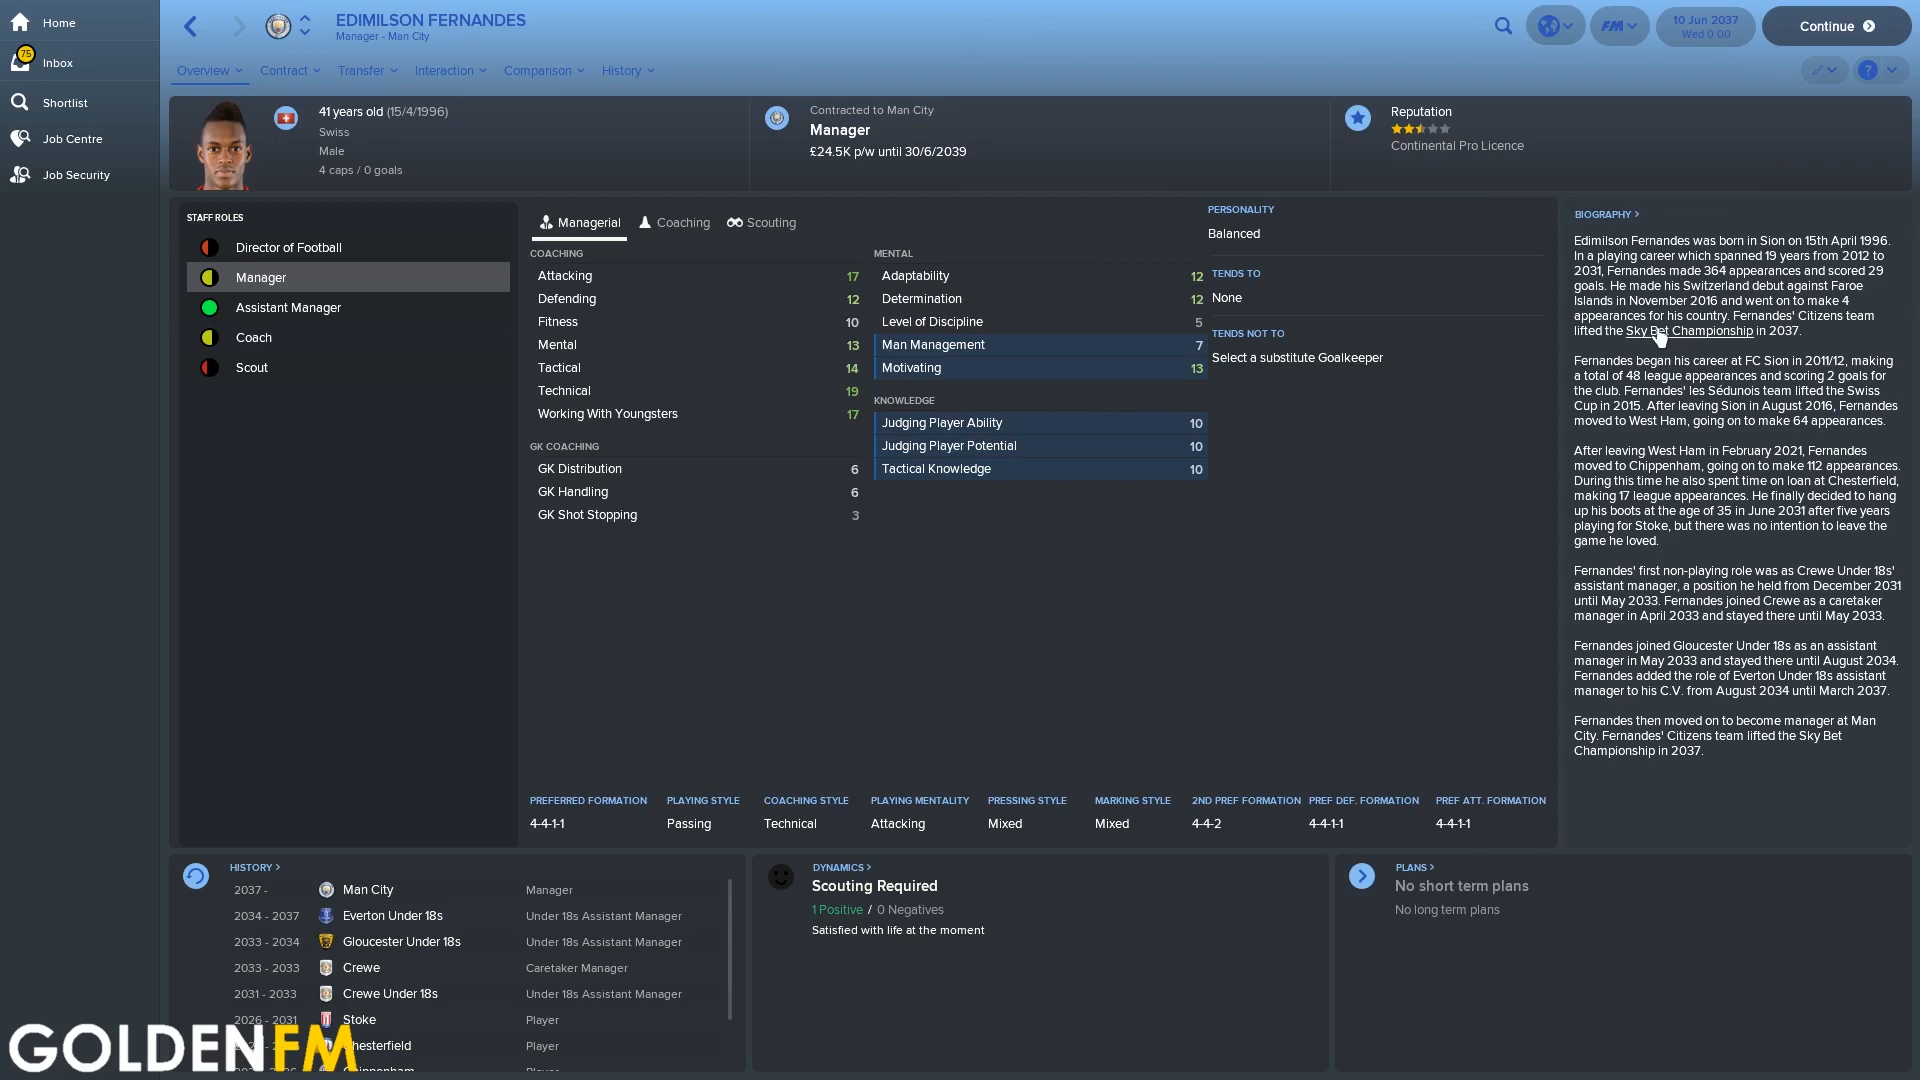 Home
75
Inbox
Shortlist
Job Centre
Job Security
EDIMILSON FERNANDES
Manager - Man City
FM
10 Jun 2037
Wed 0:00
Continue
Overview
Contract
Transfer
Interaction
Comparison
History
?
41 years old (15/4/1996)
Swiss
Male
4 caps / 0 goals
Contracted to Man City
Manager
£24.5K p/w until 30/6/2039
Reputation
Continental Pro Licence
STAFF ROLES
Director of Football
Manager
Assistant Manager
Coach
Scout
Managerial
Coaching
Scouting
COACHING
Attacking 17
Defending 12
Fitness 10
Mental 13
Tactical 14
Technical 19
Working With Youngsters 17
GK COACHING
GK Distribution 6
GK Handling 6
GK Shot Stopping 3
MENTAL
Adaptability 12
Determination 12
Level of Discipline 5
Man Management 7
Motivating 13
KNOWLEDGE
Judging Player Ability 10
Judging Player Potential 10
Tactical Knowledge 10
PERSONALITY
Balanced
TENDS TO
None
TENDS NOT TO
Select a substitute Goalkeeper
PREFERRED FORMATION
4-4-1-1
PLAYING STYLE
Passing
COACHING STYLE
Technical
PLAYING MENTALITY
Attacking
PRESSING STYLE
Mixed
MARKING STYLE
Mixed
2ND PREF FORMATION
4-4-2
PREF DEF. FORMATION
4-4-1-1
PREF ATT. FORMATION
4-4-1-1
BIOGRAPHY >
Edimilson Fernandes was born in Sion on 15th April 1996.
In a playing career which spanned 19 years from 2012 to
2031, Fernandes made 364 appearances and scored 29
goals. He made his Switzerland debut against Faroe
Islands in November 2016 and went on to make 4
appearances for his country. Fernandes' Citizens team
lifted the Sky Bet Championship in 2037.
Fernandes began his career at FC Sion in 2011/12, making
a total of 48 league appearances and scoring 2 goals for
the club. Fernandes' les Sédunois team lifted the Swiss
Cup in 2015. After leaving Sion in August 2016, Fernandes
moved to West Ham, going on to make 64 appearances.
After leaving West Ham in February 2021, Fernandes
moved to Chippenham, going on to make 112 appearances.
During this time he also spent time on loan at Chesterfield,
making 17 league appearances. He finally decided to hang
up his boots at the age of 35 in June 2031 after five years
playing for Stoke, but there was no intention to leave the
game he loved.
Fernandes' first non-playing role was as Crewe Under 18s'
assistant manager, a position he held from December 2031
until May 2033. Fernandes joined Crewe as a caretaker
manager in April 2033 and stayed there until May 2033.
Fernandes joined Gloucester Under 18s as an assistant
manager in May 2033 and stayed there until August 2034.
Fernandes added the role of Everton Under 18s assistant
manager to his C.V. from August 2034 until March 2037.
Fernandes then moved on to become manager at Man
City. Fernandes' Citizens team lifted the Sky Bet
Championship in 2037.
HISTORY >
2037 - Man City Manager
2034 - 2037 Everton Under 18s Under 18s Assistant Manager
2033 - 2034 Gloucester Under 18s Under 18s Assistant Manager
2033 - 2033 Crewe Caretaker Manager
2031 - 2033 Crewe Under 18s Under 18s Assistant Manager
2026 - 2031 Stoke Player
hesterfield Player
DYNAMICS >
Scouting Required
1 Positive / 0 Negatives
Satisfied with life at the moment
PLANS >
No short term plans
No long term plans
GOLDENFM